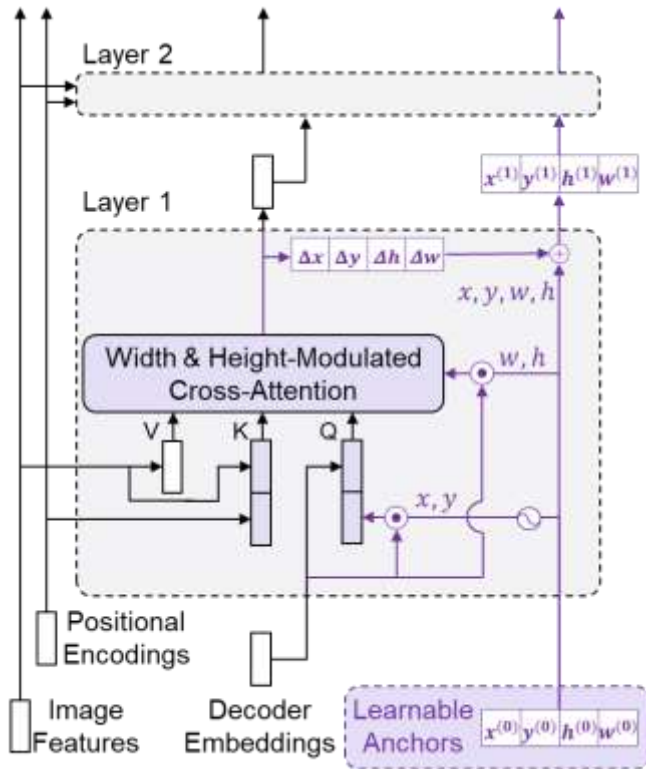 Layer 2
x⁽¹⁾ y⁽¹⁾ h⁽¹⁾ w⁽¹⁾
Layer 1
Δx Δy Δh Δw
+
x, y, w, h
Width & Height-Modulated
Cross-Attention
w, h
V K Q
x, y
Positional
Encodings
Image
Features
Decoder
Embeddings
Learnable
Anchors
x⁽⁰⁾ y⁽⁰⁾ h⁽⁰⁾ w⁽⁰⁾